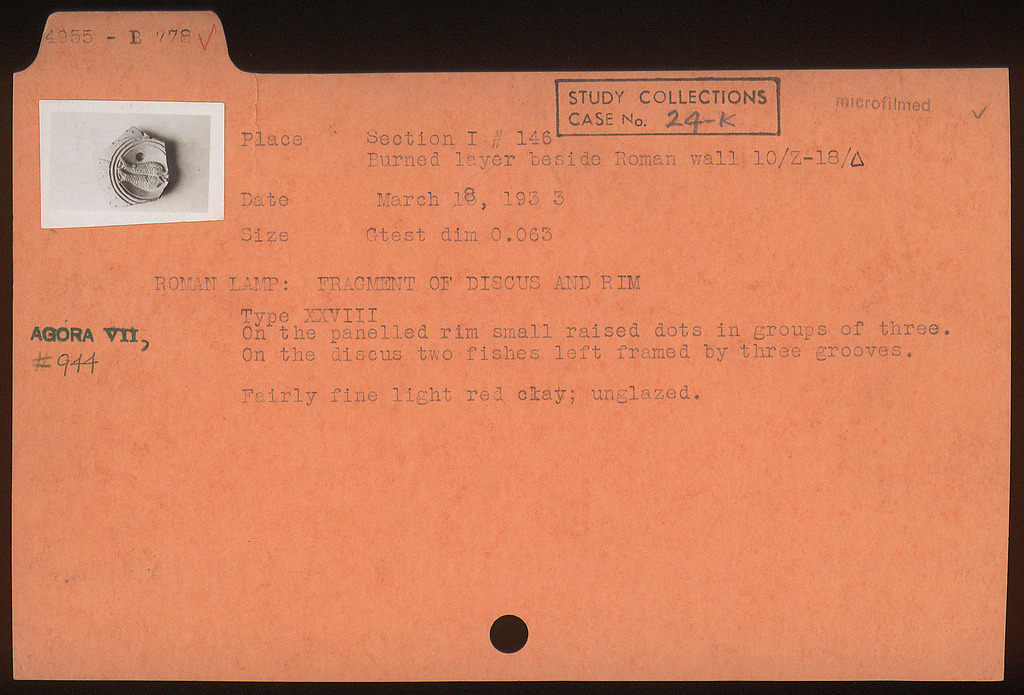 4955 - L 778 ✓
STUDY COLLECTIONS
CASE No. 24-K
microfilmed ✓
Place Section I # 146
Burned layer beside Roman wall 10/Z-18/Δ
Date March 18, 193 3
Size Gtest dim 0.063
ROMAN LAMP: FRAGMENT OF DISCUS AND RIM
Type XXVIII
AGORA VII, On the panelled rim small raised dots in groups of three.
# 944 On the discus two fishes left framed by three grooves.
Fairly fine light red clay; unglazed.